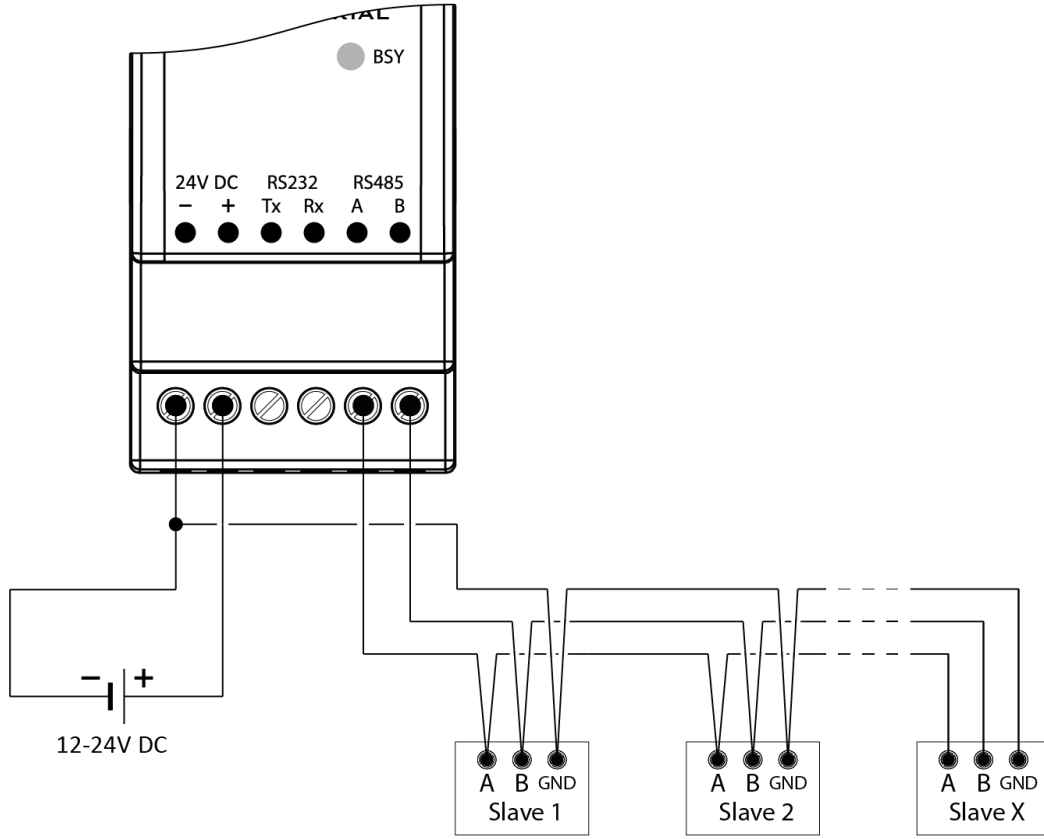 BSY
24V DC RS232 RS485
− + Tx Rx A B
− +
12-24V DC
A B GND A B GND A B GND
Slave 1 Slave 2 Slave X